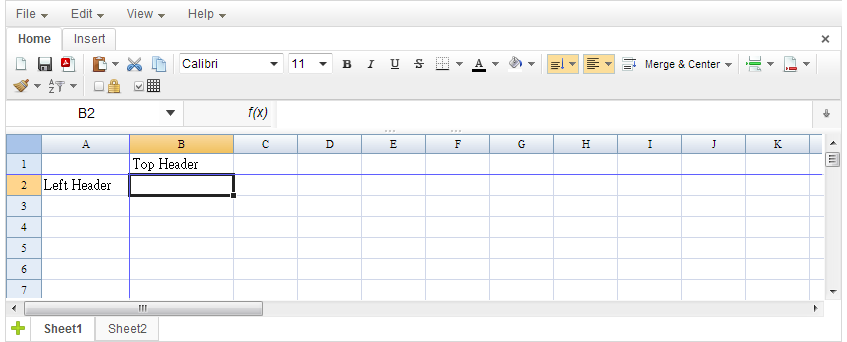 File Edit View Help
Home Insert
Calibri 11 B I U S A Merge & Center
B2 f(x)
A B C D E F G H I J K
1 Top Header
2 Left Header
3
4
5
6
7
Sheet1 Sheet2